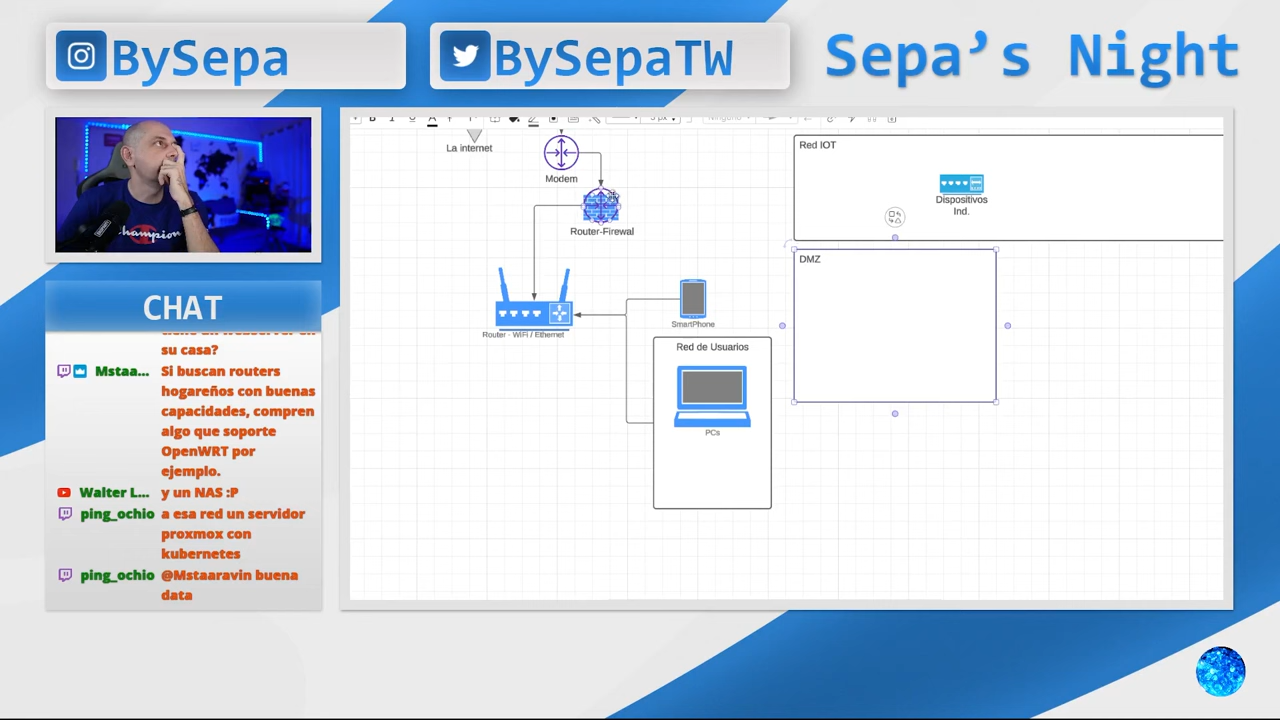 BySepa
BySepaTW
Sepa’s Night
Champion
CHAT
su casa?
Mstaa... Si buscan routers
hogareños con buenas
capacidades, compren
algo que soporte
OpenWRT por
ejemplo.
Walter L... y un NAS :P
ping_ochio a esa red un servidor
proxmox con
kubernetes
ping_ochio @Mstaaravin buena
data
La internet
Modem
Router-Firewal
Router - WiFi / Ethernet
SmartPhone
Red de Usuarios
PCs
Red IOT
Dispositivos
Ind.
DMZ